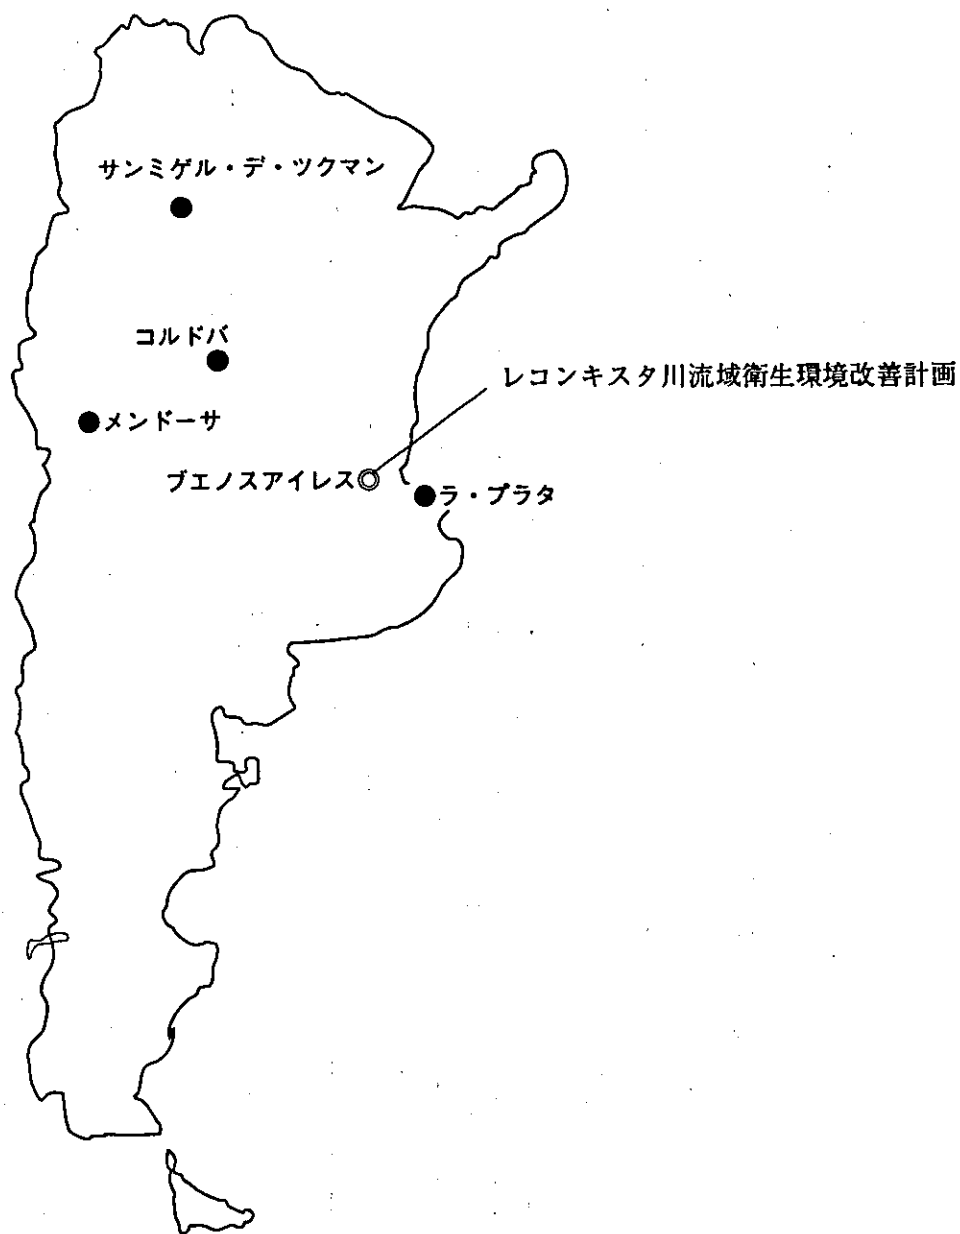 サンミゲル・デ・ツクマン
コルドバ
レコンキスタ川流域衛生環境改善計画
メンドーサ
ブエノスアイレス
ラ・プラタ